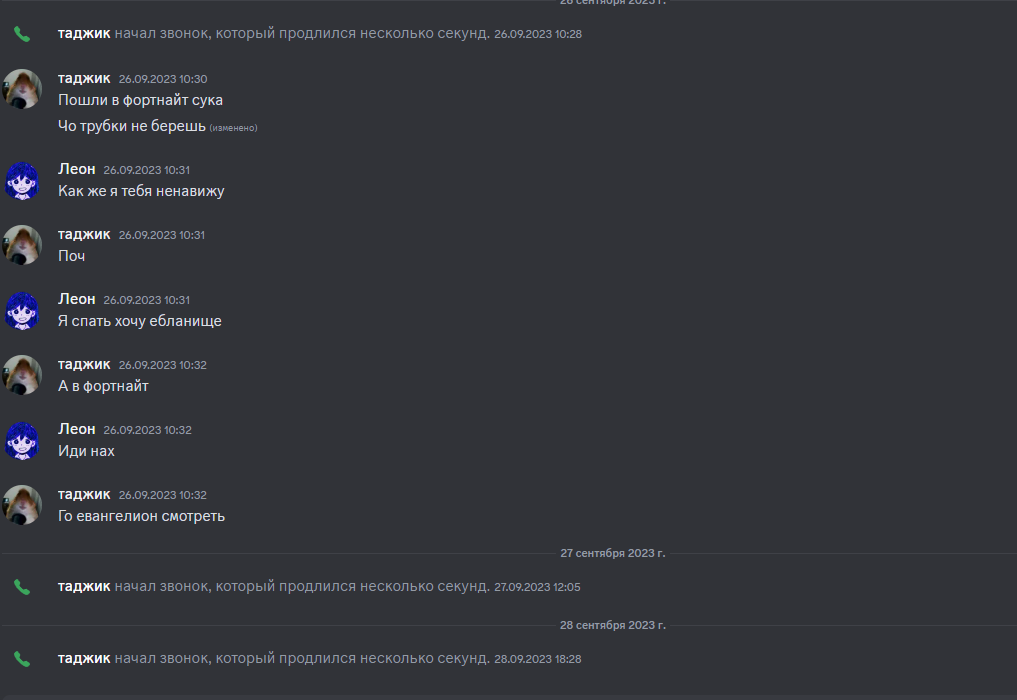 26 сентября 2023 г.
таджик начал звонок, который продлился несколько секунд. 26.09.2023 10:28
таджик 26.09.2023 10:30
Пошли в фортнайт сука
Чо трубки не берешь (изменено)
Леон 26.09.2023 10:31
Как же я тебя ненавижу
таджик 26.09.2023 10:31
Поч
Леон 26.09.2023 10:31
Я спать хочу ебланище
таджик 26.09.2023 10:32
А в фортнайт
Леон 26.09.2023 10:32
Иди нах
таджик 26.09.2023 10:32
Го евангелион смотреть
27 сентября 2023 г.
таджик начал звонок, который продлился несколько секунд. 27.09.2023 12:05
28 сентября 2023 г.
таджик начал звонок, который продлился несколько секунд. 28.09.2023 18:28